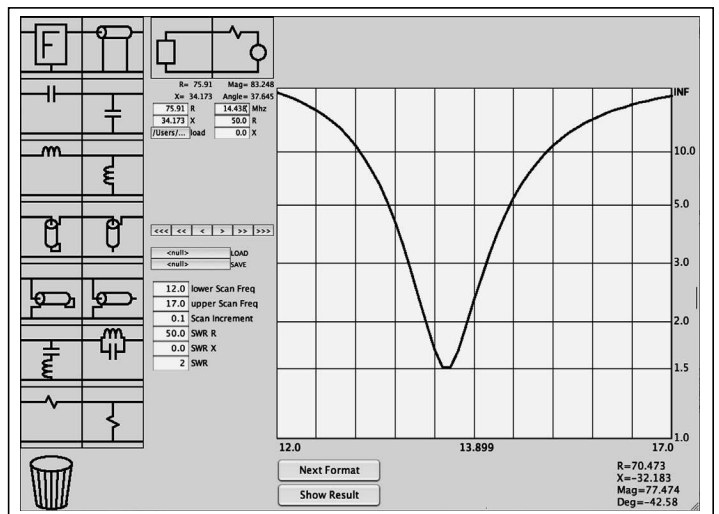 F
R= 75.91 Mag= 83.248
X= 34.173 Angle= 37.645
75.91 R 14.438 Mhz
34.173 X 50.0 R
/Users/... load 0.0 X
<<< << < > >> >>>
<null> LOAD
<null> SAVE
12.0 lower Scan Freq
17.0 upper Scan Freq
0.1 Scan Increment
50.0 SWR R
0.0 SWR X
2 SWR
INF
10.0
5.0
3.0
2.0
1.5
1.0
12.0 13.899 17.0
Next Format
Show Result
R=70.473
X=-32.183
Mag=77.474
Deg=-42.58